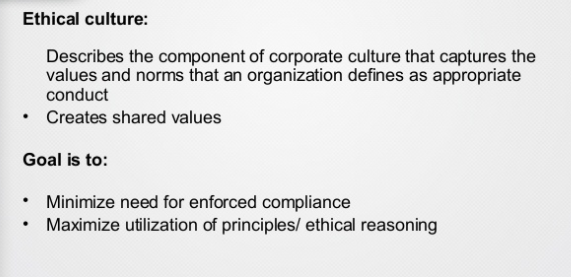 Ethical culture:
Describes the component of corporate culture that captures the
values and norms that an organization defines as appropriate
conduct
• Creates shared values
Goal is to:
• Minimize need for enforced compliance
• Maximize utilization of principles/ ethical reasoning